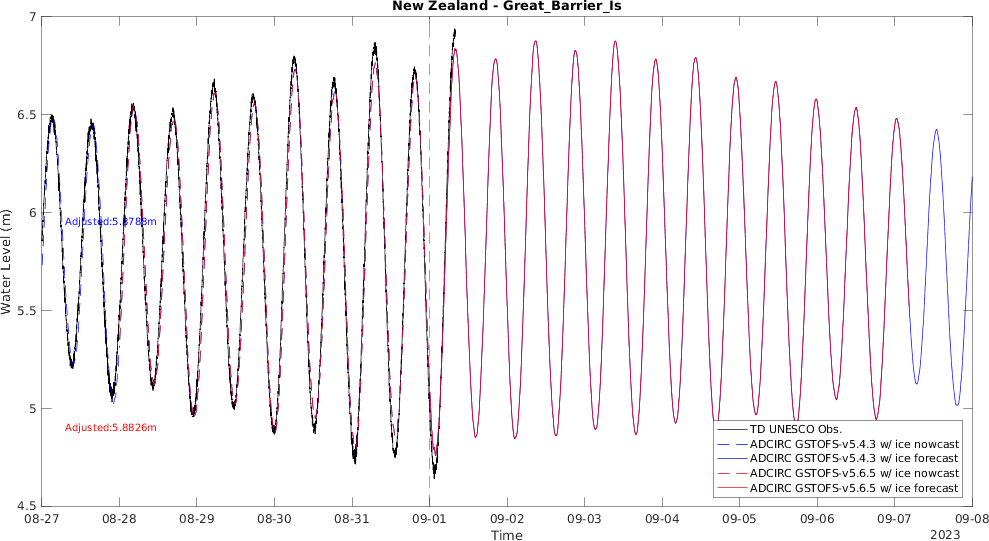 New Zealand - Great_Barrier_Is
7
6.5
6
5.5
5
4.5
Water Level (m)
Adjusted:5.8788m
Adjusted:5.8826m
TD UNESCO Obs.
ADCIRC GSTOFS-v5.4.3 w/ ice nowcast
ADCIRC GSTOFS-v5.4.3 w/ ice forecast
ADCIRC GSTOFS-v5.6.5 w/ ice nowcast
ADCIRC GSTOFS-v5.6.5 w/ ice forecast
08-27 08-28 08-29 08-30 08-31 09-01 09-02 09-03 09-04 09-05 09-06 09-07 09-08
Time
2023